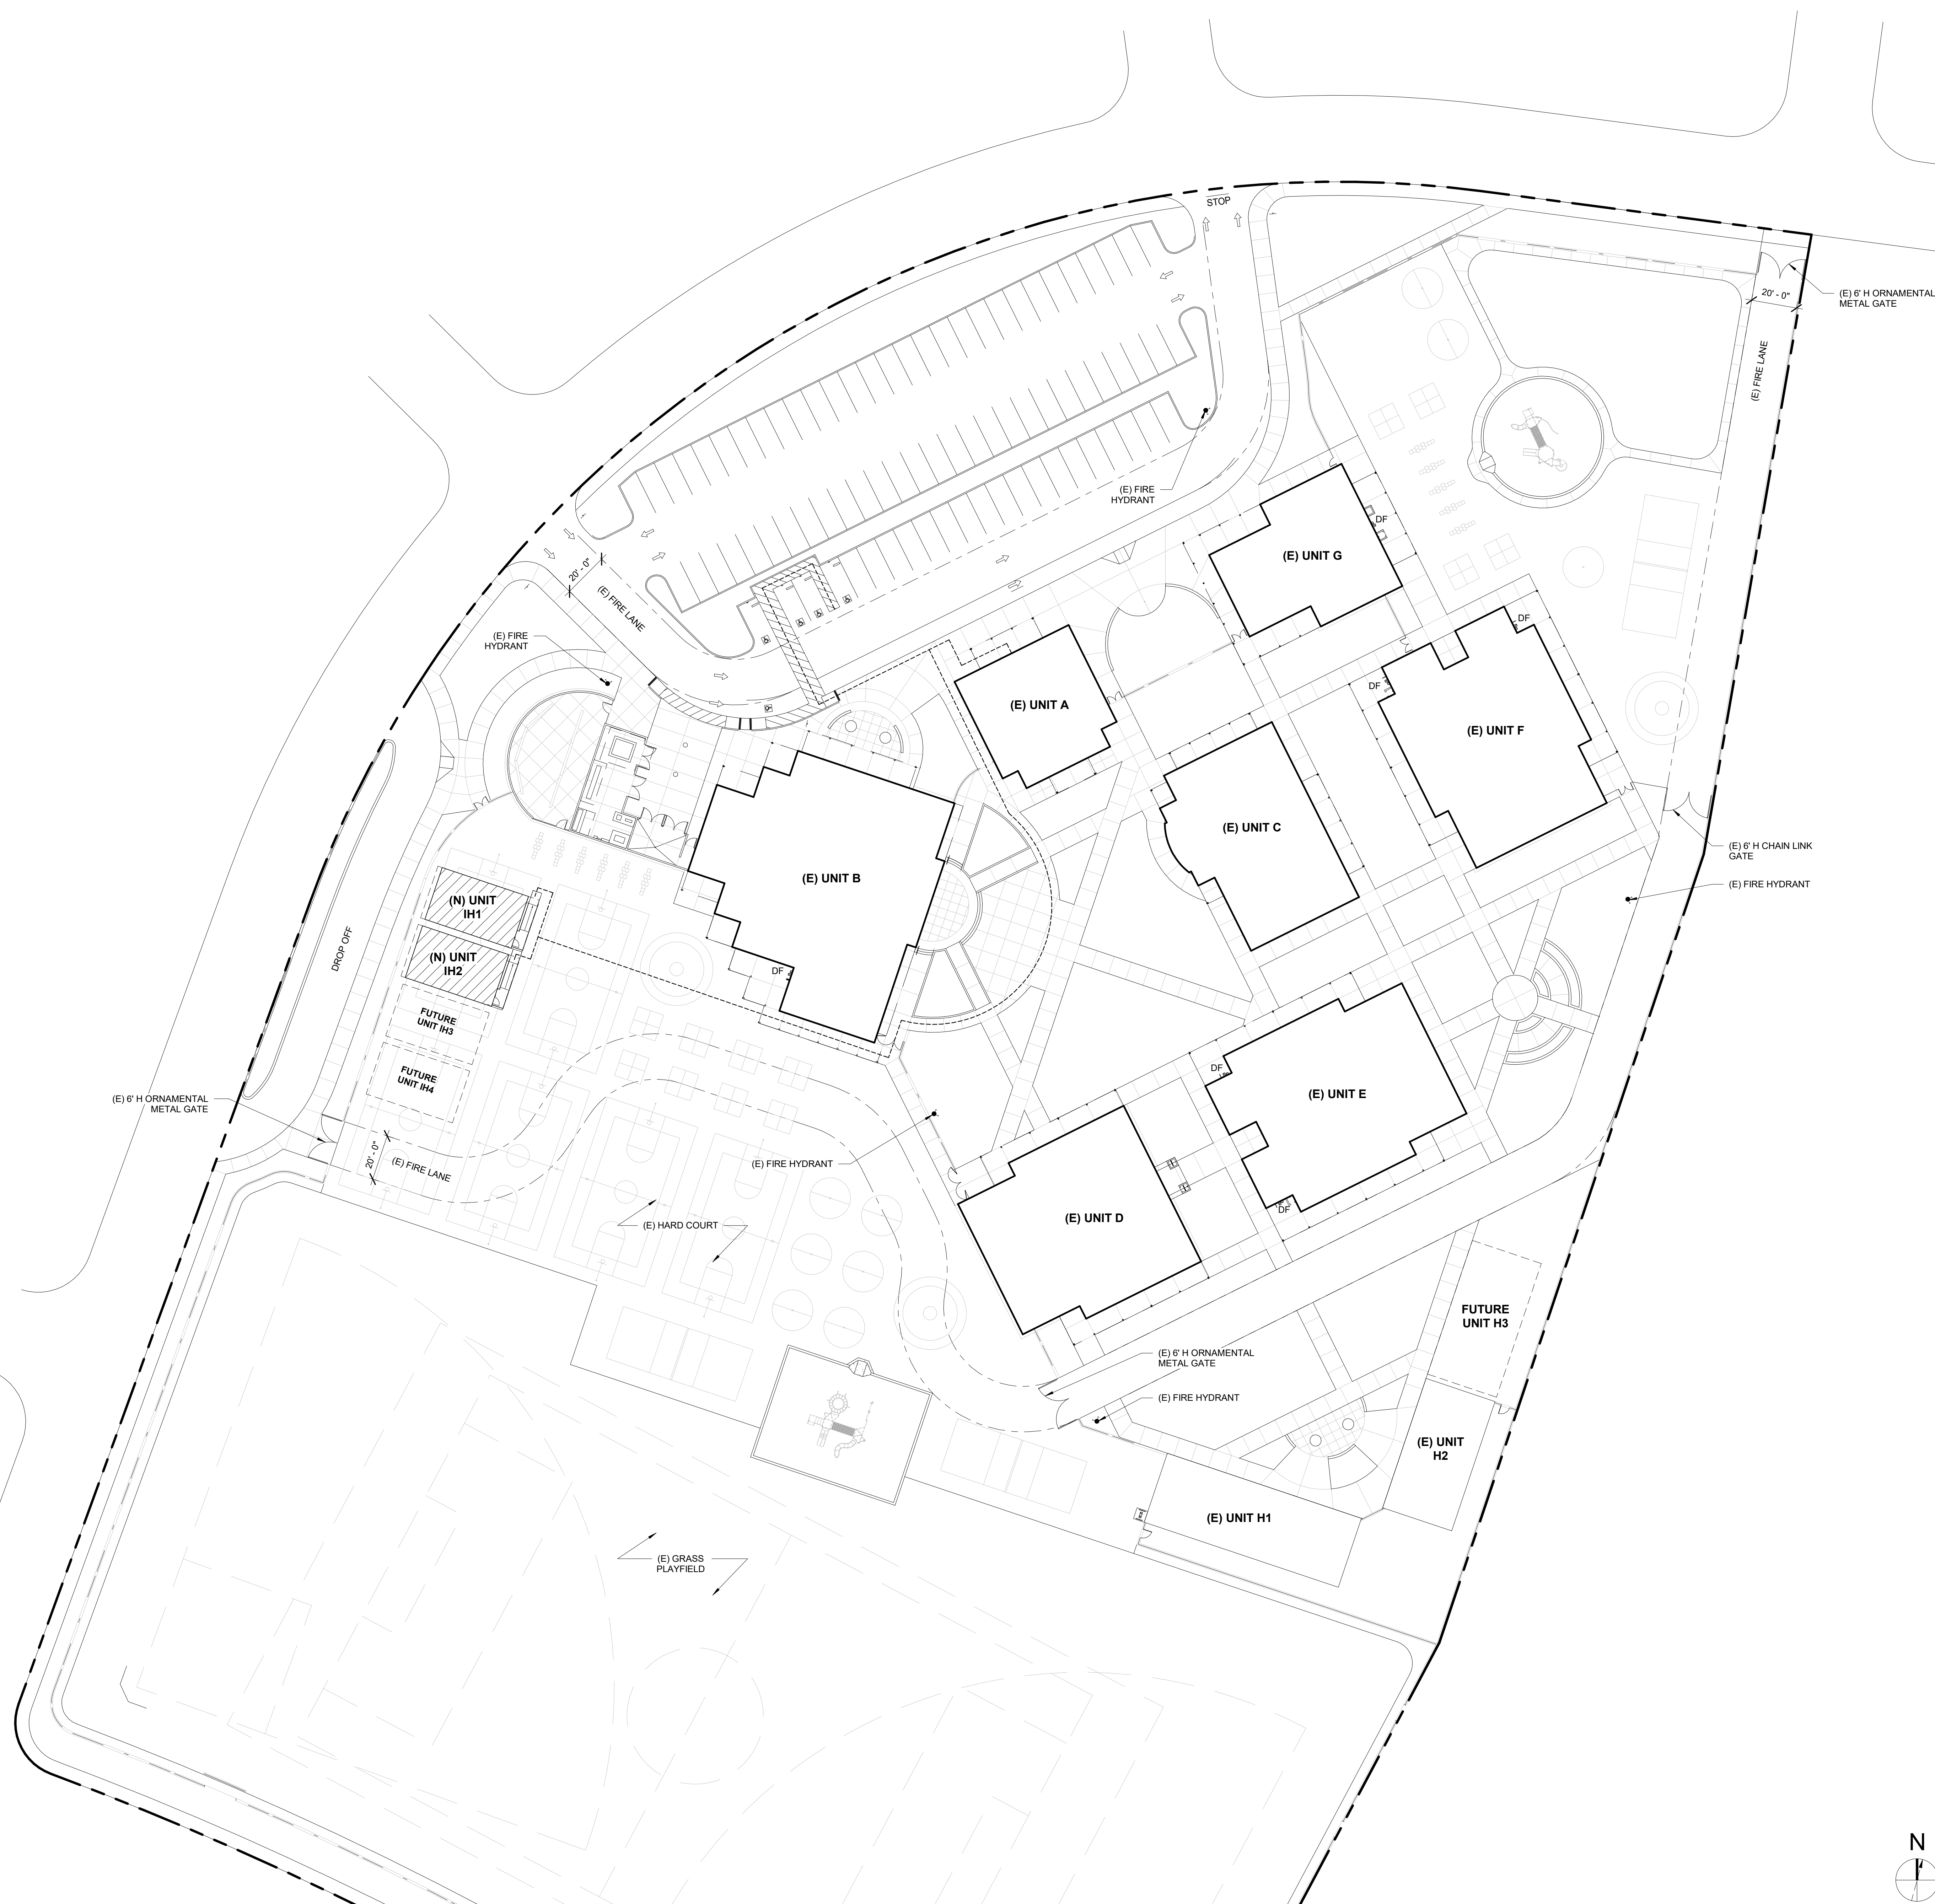 STOP
(E) 6' H ORNAMENTAL
METAL GATE
20' - 0"
(E) FIRE LANE
(E) FIRE
HYDRANT
(E) UNIT G
DF
20' - 0"
(E) FIRE LANE
(E) FIRE
HYDRANT
DF
DF
(E) UNIT A
(E) UNIT F
(E) UNIT C
(E) 6' H CHAIN LINK
GATE
(E) UNIT B
(E) FIRE HYDRANT
(N) UNIT
IH1
DROP OFF
(N) UNIT
IH2
DF
FUTURE
UNIT IH3
FUTURE
UNIT IH4
DF
(E) UNIT E
(E) 6' H ORNAMENTAL
METAL GATE
20' - 0"
(E) FIRE LANE
(E) FIRE HYDRANT
DF
(E) UNIT D
(E) HARD COURT
FUTURE
UNIT H3
(E) 6' H ORNAMENTAL
METAL GATE
(E) FIRE HYDRANT
(E) UNIT
H2
(E) UNIT H1
(E) GRASS
PLAYFIELD
N